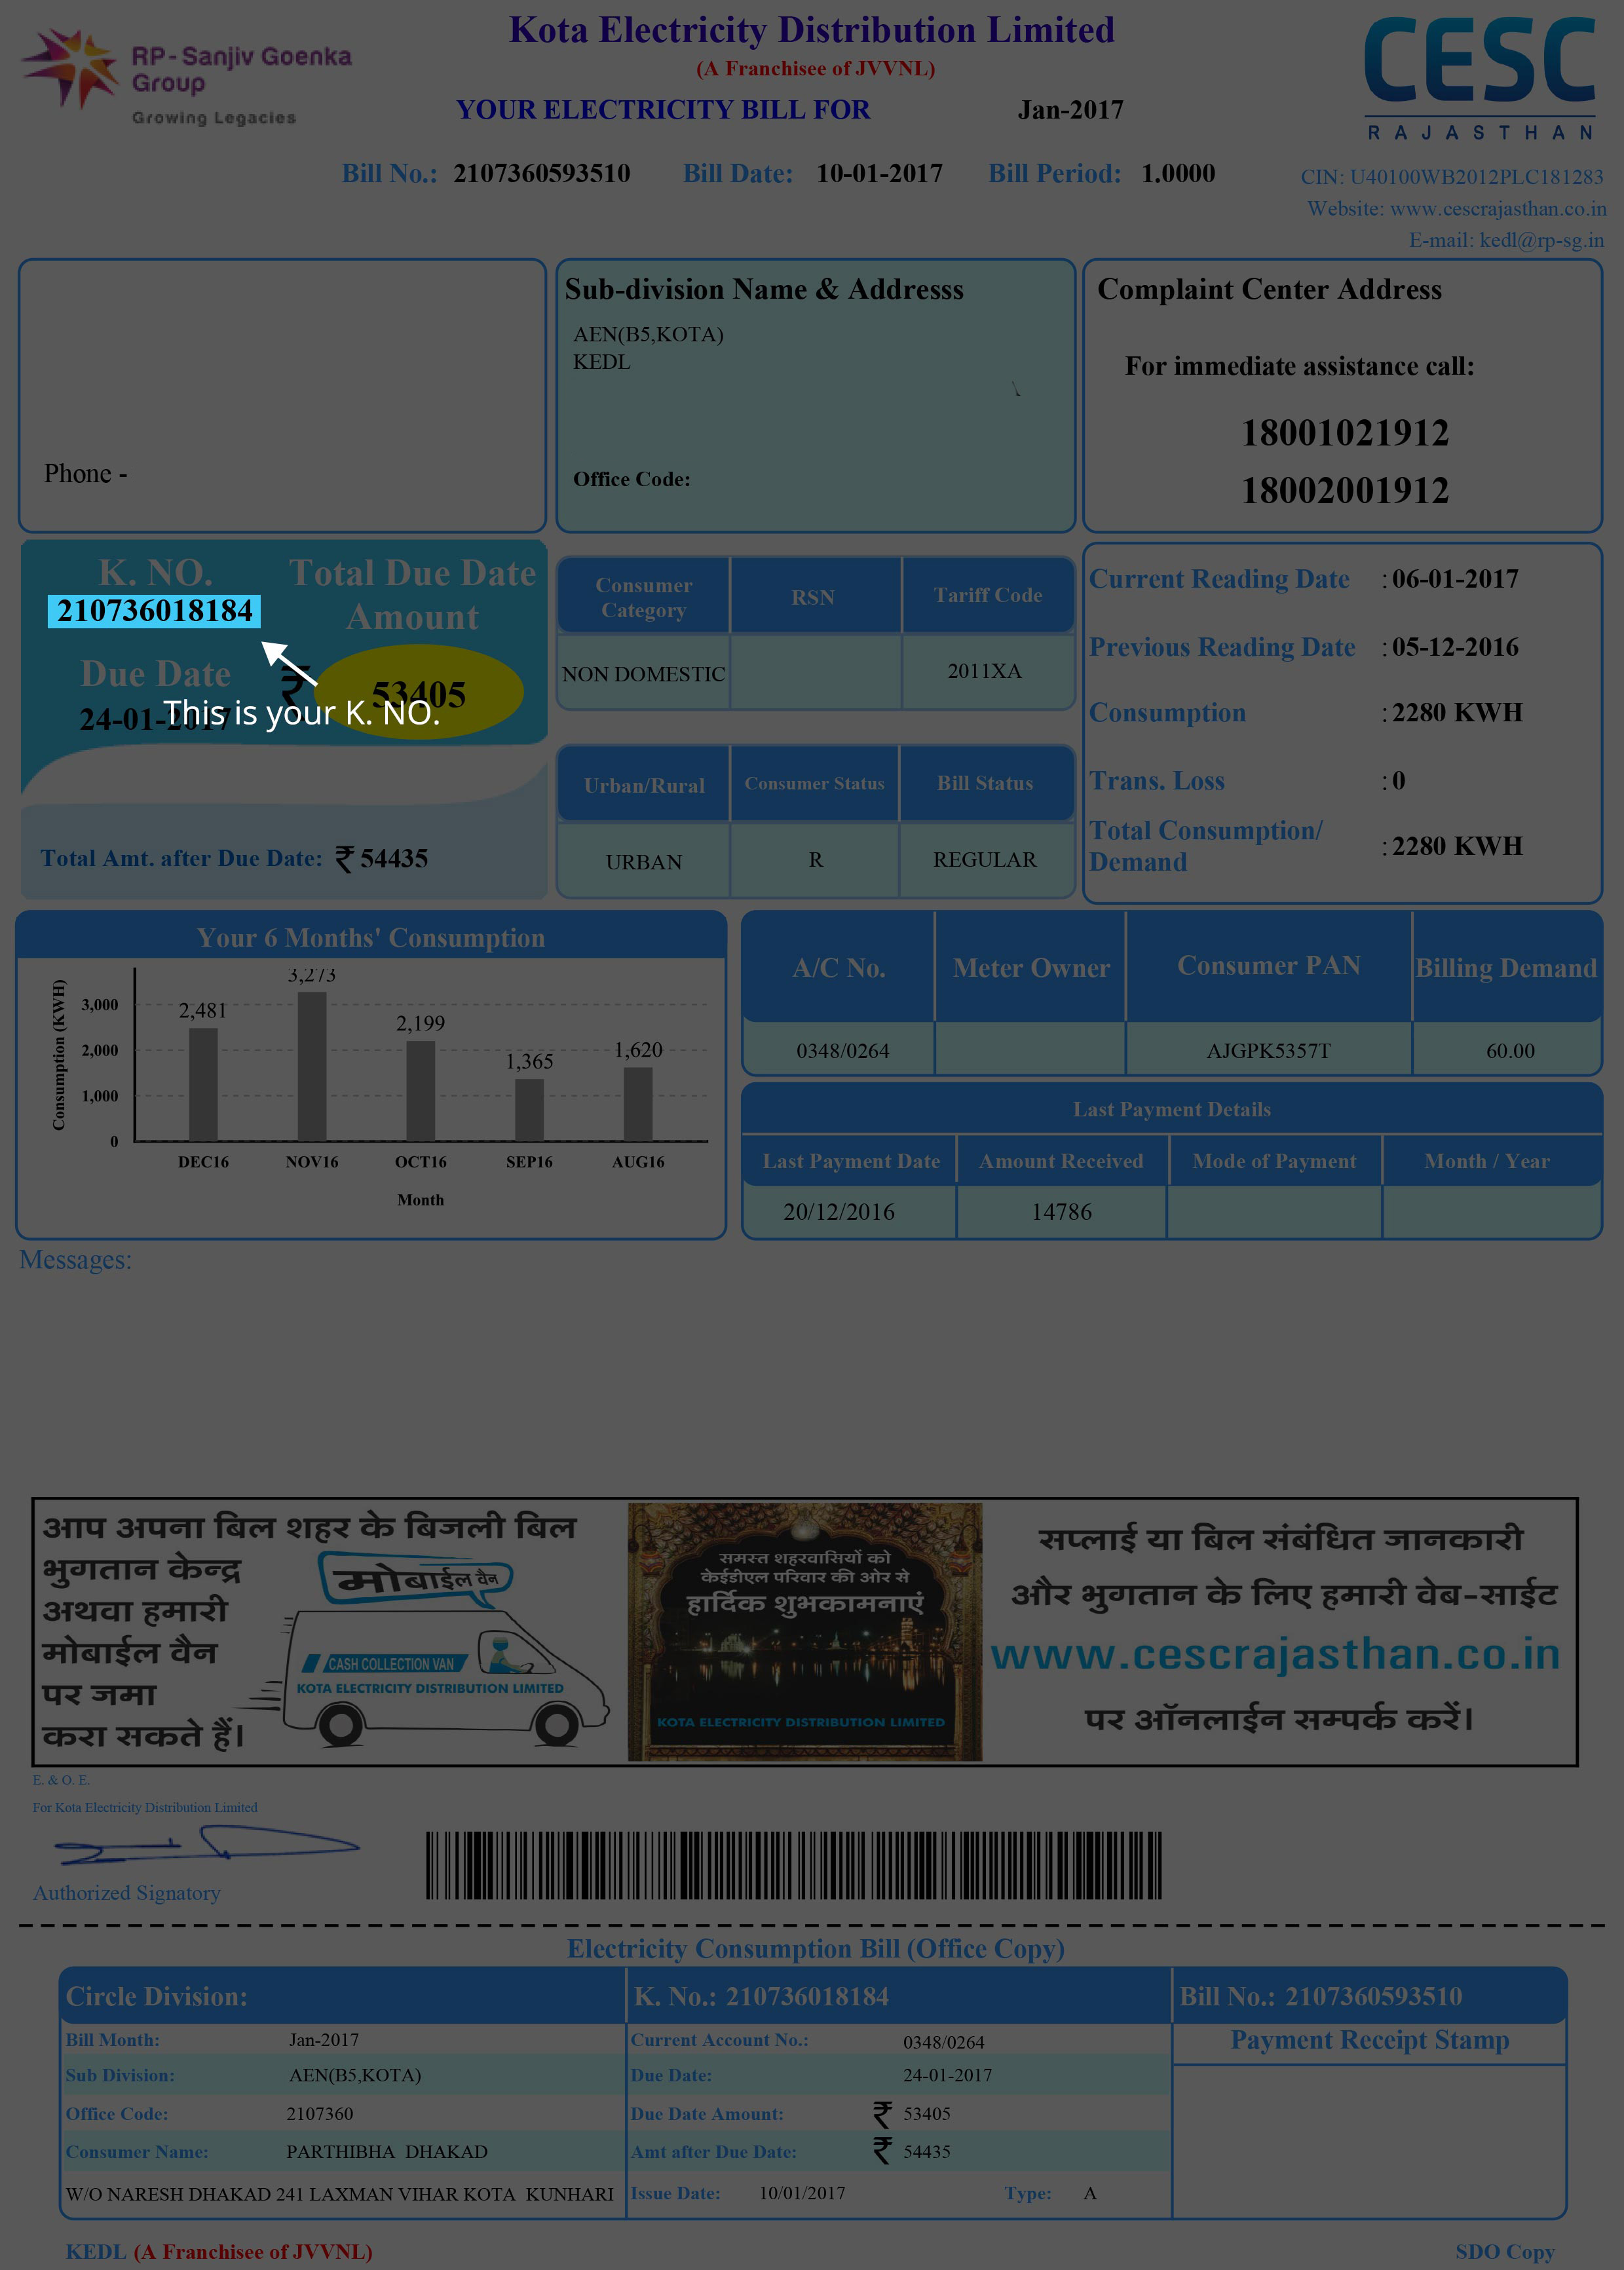 RP-Sanjiv Goenka
Group
Growing Legacies
Kota Electricity Distribution Limited
(A Franchisee of JVVNL)
YOUR ELECTRICITY BILL FOR Jan-2017
CESC
RAJASTHAN
Bill No.: 2107360593510 Bill Date: 10-01-2017 Bill Period: 1.0000
CIN: U40100WB2012PLC181283
Website: www.cescrajasthan.co.in
E-mail: kedl@rp-sg.in
Phone -
Sub-division Name & Addresss
AEN(B5,KOTA)
KEDL
Office Code:
Complaint Center Address
For immediate assistance call:
18001021912
18002001912
K. NO.
210736018184
Total Due Date
Amount
Due Date
24-01-2017
₹ 53405
This is your K. NO.
Total Amt. after Due Date: ₹ 54435
Consumer
Category
RSN
Tariff Code
NON DOMESTIC
2011XA
Urban/Rural
Consumer Status
Bill Status
URBAN
R
REGULAR
Current Reading Date : 06-01-2017
Previous Reading Date : 05-12-2016
Consumption : 2280 KWH
Trans. Loss : 0
Total Consumption/
Demand
: 2280 KWH
Your 6 Months' Consumption
Consumption (KWH)
3,000
2,000
1,000
0
2,481
3,273
2,199
1,365
1,620
DEC16 NOV16 OCT16 SEP16 AUG16
Month
A/C No. Meter Owner Consumer PAN Billing Demand
0348/0264 AJGPK5357T 60.00
Last Payment Details
Last Payment Date Amount Received Mode of Payment Month / Year
20/12/2016 14786
Messages:
आप अपना बिल शहर के बिजली बिल
भुगतान केन्द्र
अथवा हमारी
मोबाईल वैन
पर जमा
करा सकते हैं।
मोबाईल वैन
CASH COLLECTION VAN
KOTA ELECTRICITY DISTRIBUTION LIMITED
समस्त शहरवासियों को
केईडीएल परिवार की ओर से
हार्दिक शुभकामनाएं
KOTA ELECTRICITY DISTRIBUTION LIMITED
सप्लाई या बिल संबंधित जानकारी
और भुगतान के लिए हमारी वेब-साईट
www.cescrajasthan.co.in
पर ऑनलाईन सम्पर्क करें।
E. & O. E.
For Kota Electricity Distribution Limited
Authorized Signatory
Electricity Consumption Bill (Office Copy)
Circle Division: K. No.: 210736018184 Bill No.: 2107360593510
Bill Month: Jan-2017
Sub Division: AEN(B5,KOTA)
Office Code: 2107360
Consumer Name: PARTHIBHA DHAKAD
W/O NARESH DHAKAD 241 LAXMAN VIHAR KOTA KUNHARI
Current Account No.: 0348/0264
Due Date: 24-01-2017
Due Date Amount: ₹ 53405
Amt after Due Date: ₹ 54435
Issue Date: 10/01/2017 Type: A
Payment Receipt Stamp
KEDL (A Franchisee of JVVNL)
SDO Copy